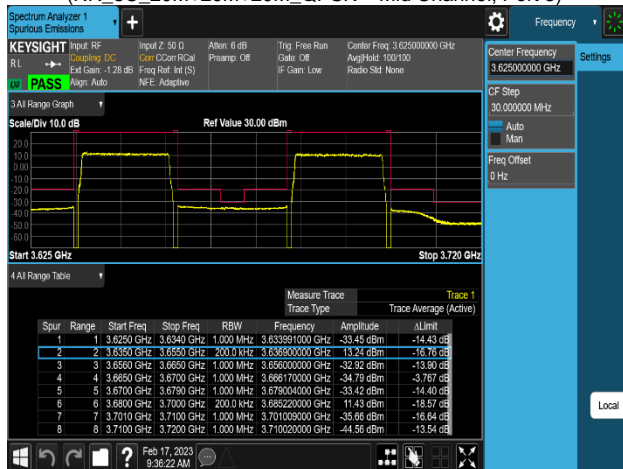 Spectrum Analyzer 1
Spurious Emissions
Frequency
KEYSIGHT
RL
PASS
Input: RF
Coupling: DC
Ext Gain: -1.28 dB
Align: Auto
Input Z: 50 Ω
Corr CCorr RCal
Freq Ref: Int (S)
NFE: Adaptive
Atten: 6 dB
Preamp: Off
Trig: Free Run
Gate: Off
IF Gain: Low
Center Freq: 3.625000000 GHz
Avg|Hold: 100/100
Radio Std: None
Center Frequency
3.625000000 GHz
Settings
CF Step
30.000000 MHz
Auto
Man
Freq Offset
0 Hz
3 All Range Graph
Scale/Div 10.0 dB
Ref Value 30.00 dBm
20.0
10.0
0.00
-10.0
-20.0
-30.0
-40.0
-50.0
-60.0
Start 3.625 GHz
Stop 3.720 GHz
4 All Range Table
Measure Trace Trace 1
Trace Type Trace Average (Active)
Spur Range Start Freq Stop Freq RBW Frequency Amplitude ΔLimit
1 1 3.6250 GHz 3.6340 GHz 1.000 MHz 3.633991000 GHz -33.45 dBm -14.43 dB
2 2 3.6350 GHz 3.6550 GHz 200.0 kHz 3.636900000 GHz 13.24 dBm -16.76 dB
3 3 3.6560 GHz 3.6650 GHz 1.000 MHz 3.656000000 GHz -32.92 dBm -13.90 dB
4 4 3.6650 GHz 3.6700 GHz 1.000 MHz 3.666170000 GHz -34.79 dBm -3.767 dB
5 5 3.6700 GHz 3.6790 GHz 1.000 MHz 3.679004000 GHz -33.42 dBm -14.40 dB
6 6 3.6800 GHz 3.7000 GHz 200.0 kHz 3.685220000 GHz 11.43 dBm -18.57 dB
7 7 3.7010 GHz 3.7100 GHz 1.000 MHz 3.701009000 GHz -35.66 dBm -16.64 dB
8 8 3.7100 GHz 3.7200 GHz 1.000 MHz 3.710020000 GHz -44.56 dBm -13.54 dB
Local
Feb 17, 2023
9:36:22 AM